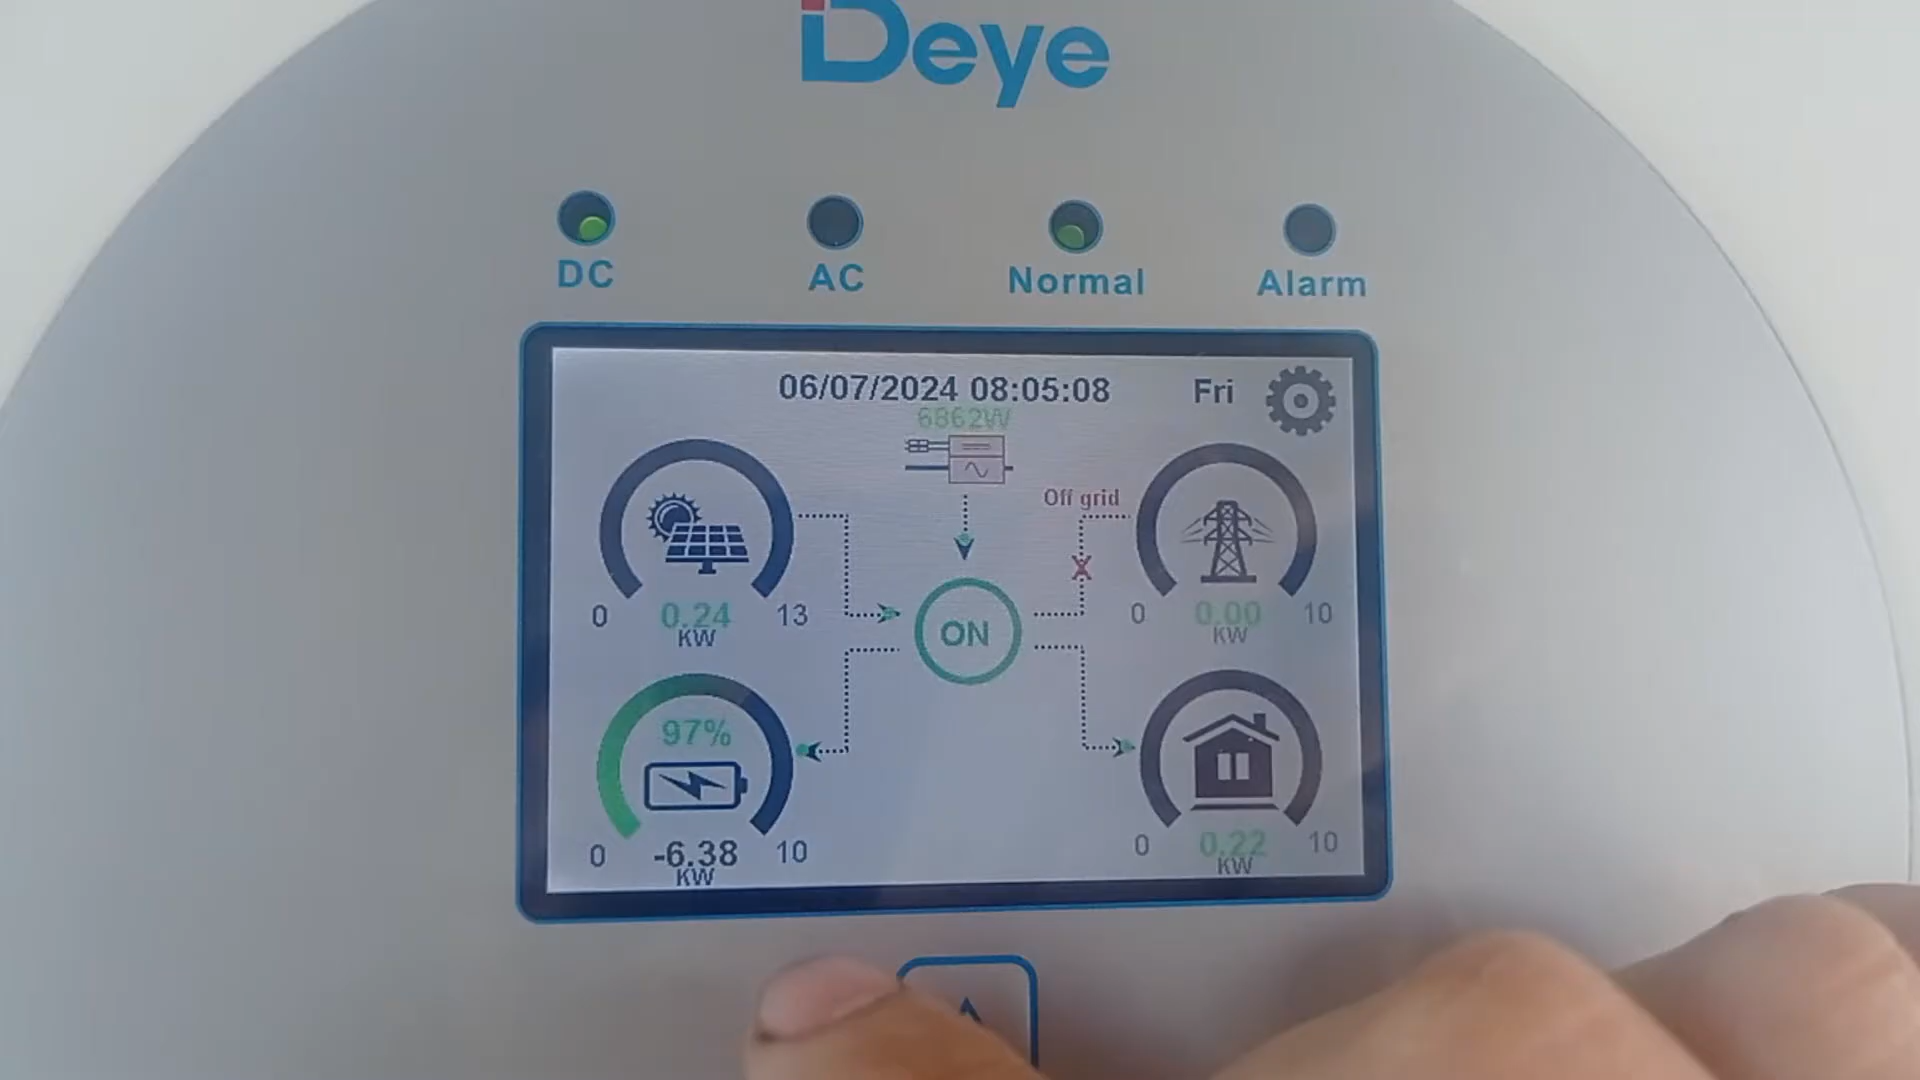 Deye
DC AC Normal Alarm
06/07/2024 08:05:08 Fri
6862W
Off grid
0 0.24 13
KW
0 0.00 10
KW
ON
97%
0 -6.38 10
KW
0 0.22 10
KW